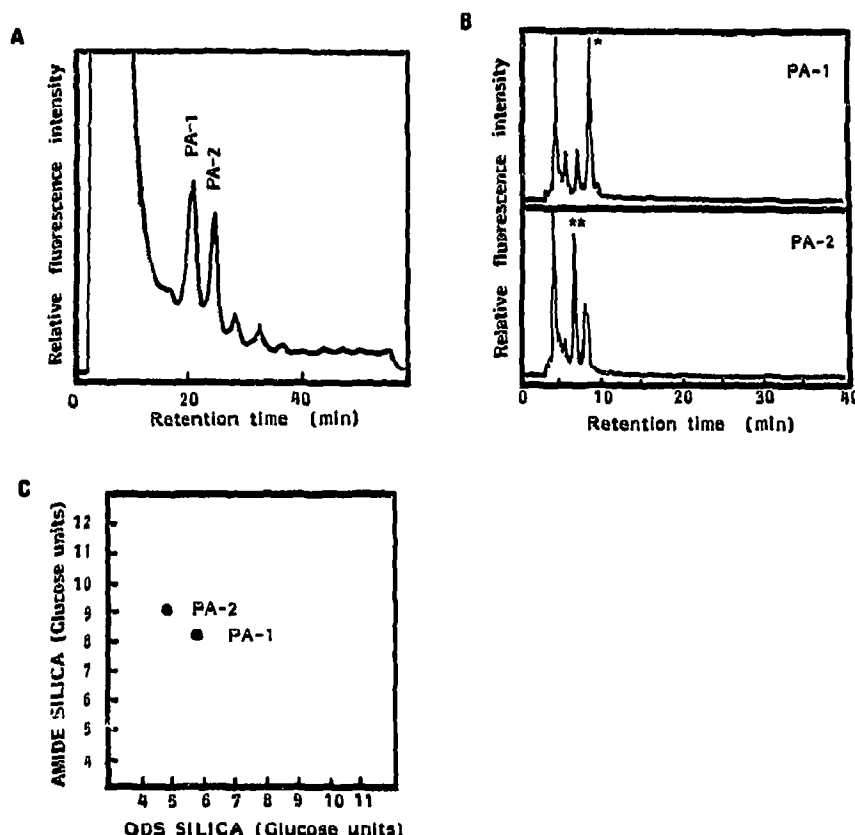 A
Relative fluorescence intensity
PA-1
PA-2
0 20 40
Retention time (min)
B
Relative fluorescence intensity
*
PA-1
**
PA-2
0 10 20 30 40
Retention time (min)
C
AMIDE SILICA (Glucose units)
12
11
10
9
8
7
6
5
4
PA-2
PA-1
4 5 6 7 8 9 10 11
ODS SILICA (Glucose units)